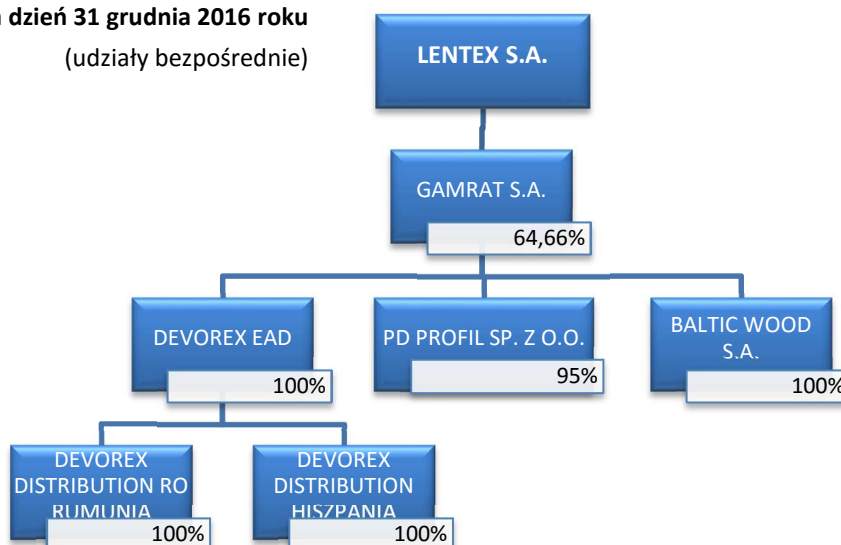 dzień 31 grudnia 2016 roku
(udziały bezpośrednie)
LENTEX S.A.
GAMRAT S.A.
64,66%
DEVOREX EAD
100%
PD PROFIL SP. Z O.O.
95%
BALTIC WOOD
S.A.
100%
DEVOREX
DISTRIBUTION RO
RUMUNIA
100%
DEVOREX
DISTRIBUTION
HISZPANIA
100%